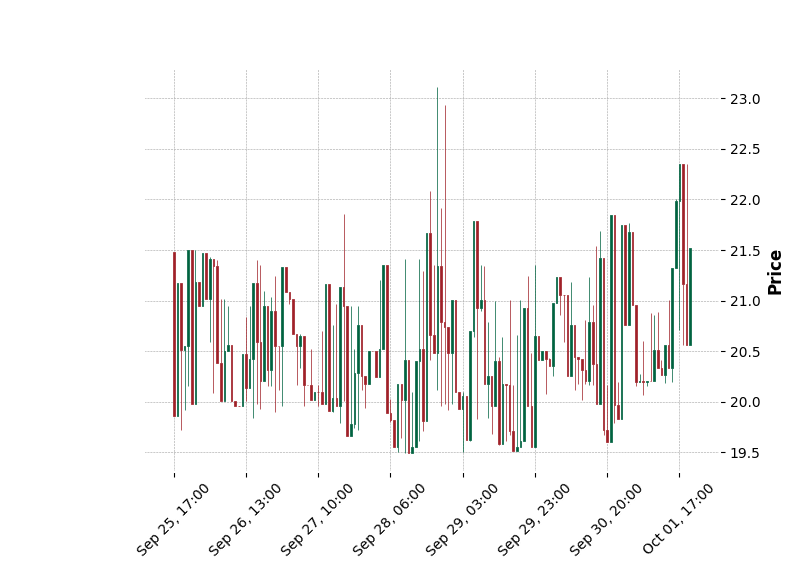 23.0
22.5
22.0
21.5
21.0
20.5
20.0
19.5
Price
Sep 25, 17:00
Sep 26, 13:00
Sep 27, 10:00
Sep 28, 06:00
Sep 29, 03:00
Sep 29, 23:00
Sep 30, 20:00
Oct 01, 17:00